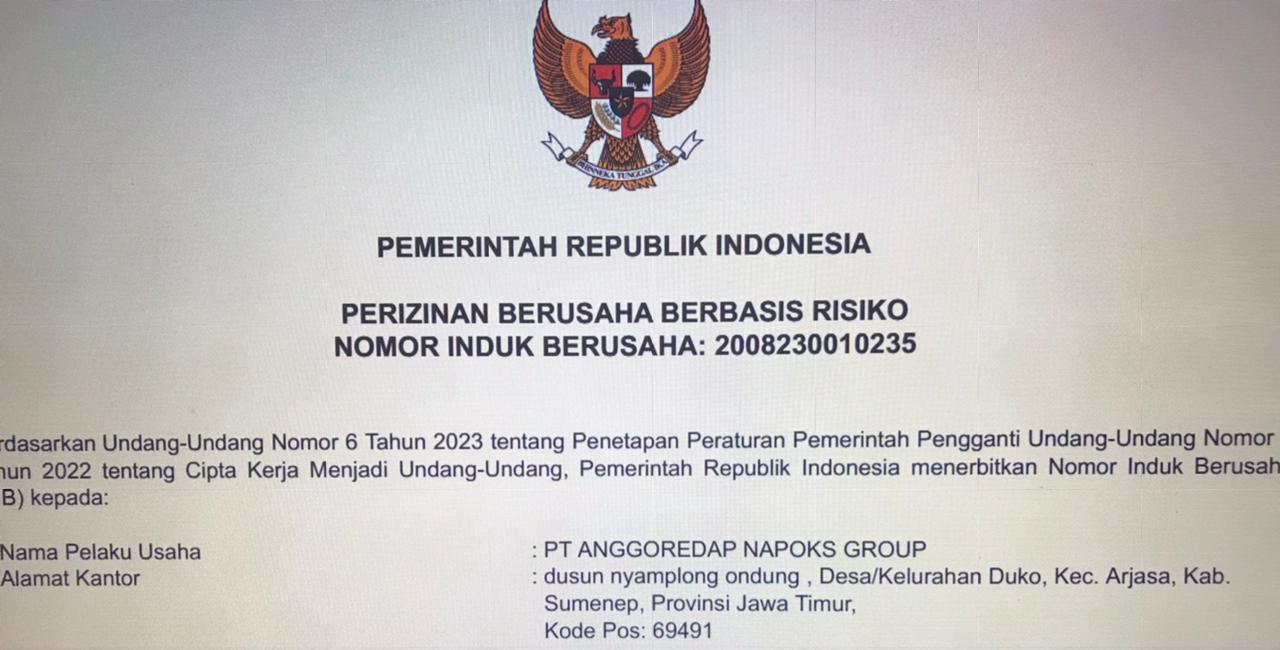 BHINNEKA TUNGGAL IKA
PEMERINTAH REPUBLIK INDONESIA
PERIZINAN BERUSAHA BERBASIS RISIKO
NOMOR INDUK BERUSAHA: 2008230010235
rdasarkan Undang-Undang Nomor 6 Tahun 2023 tentang Penetapan Peraturan Pemerintah Pengganti Undang-Undang Nomor
hun 2022 tentang Cipta Kerja Menjadi Undang-Undang, Pemerintah Republik Indonesia menerbitkan Nomor Induk Berusah
B) kepada:
Nama Pelaku Usaha : PT ANGGOREDAP NAPOKS GROUP
Alamat Kantor : dusun nyamplong ondung , Desa/Kelurahan Duko, Kec. Arjasa, Kab.
Sumenep, Provinsi Jawa Timur,
Kode Pos: 69491